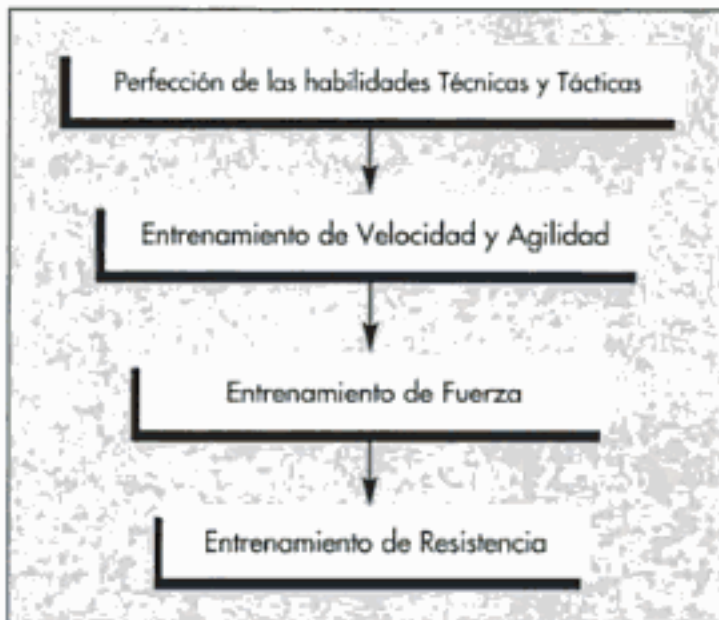 Perfección de las habilidades Técnicas y Tácticas
Entrenamiento de Velocidad y Agilidad
Entrenamiento de Fuerza
Entrenamiento de Resistencia